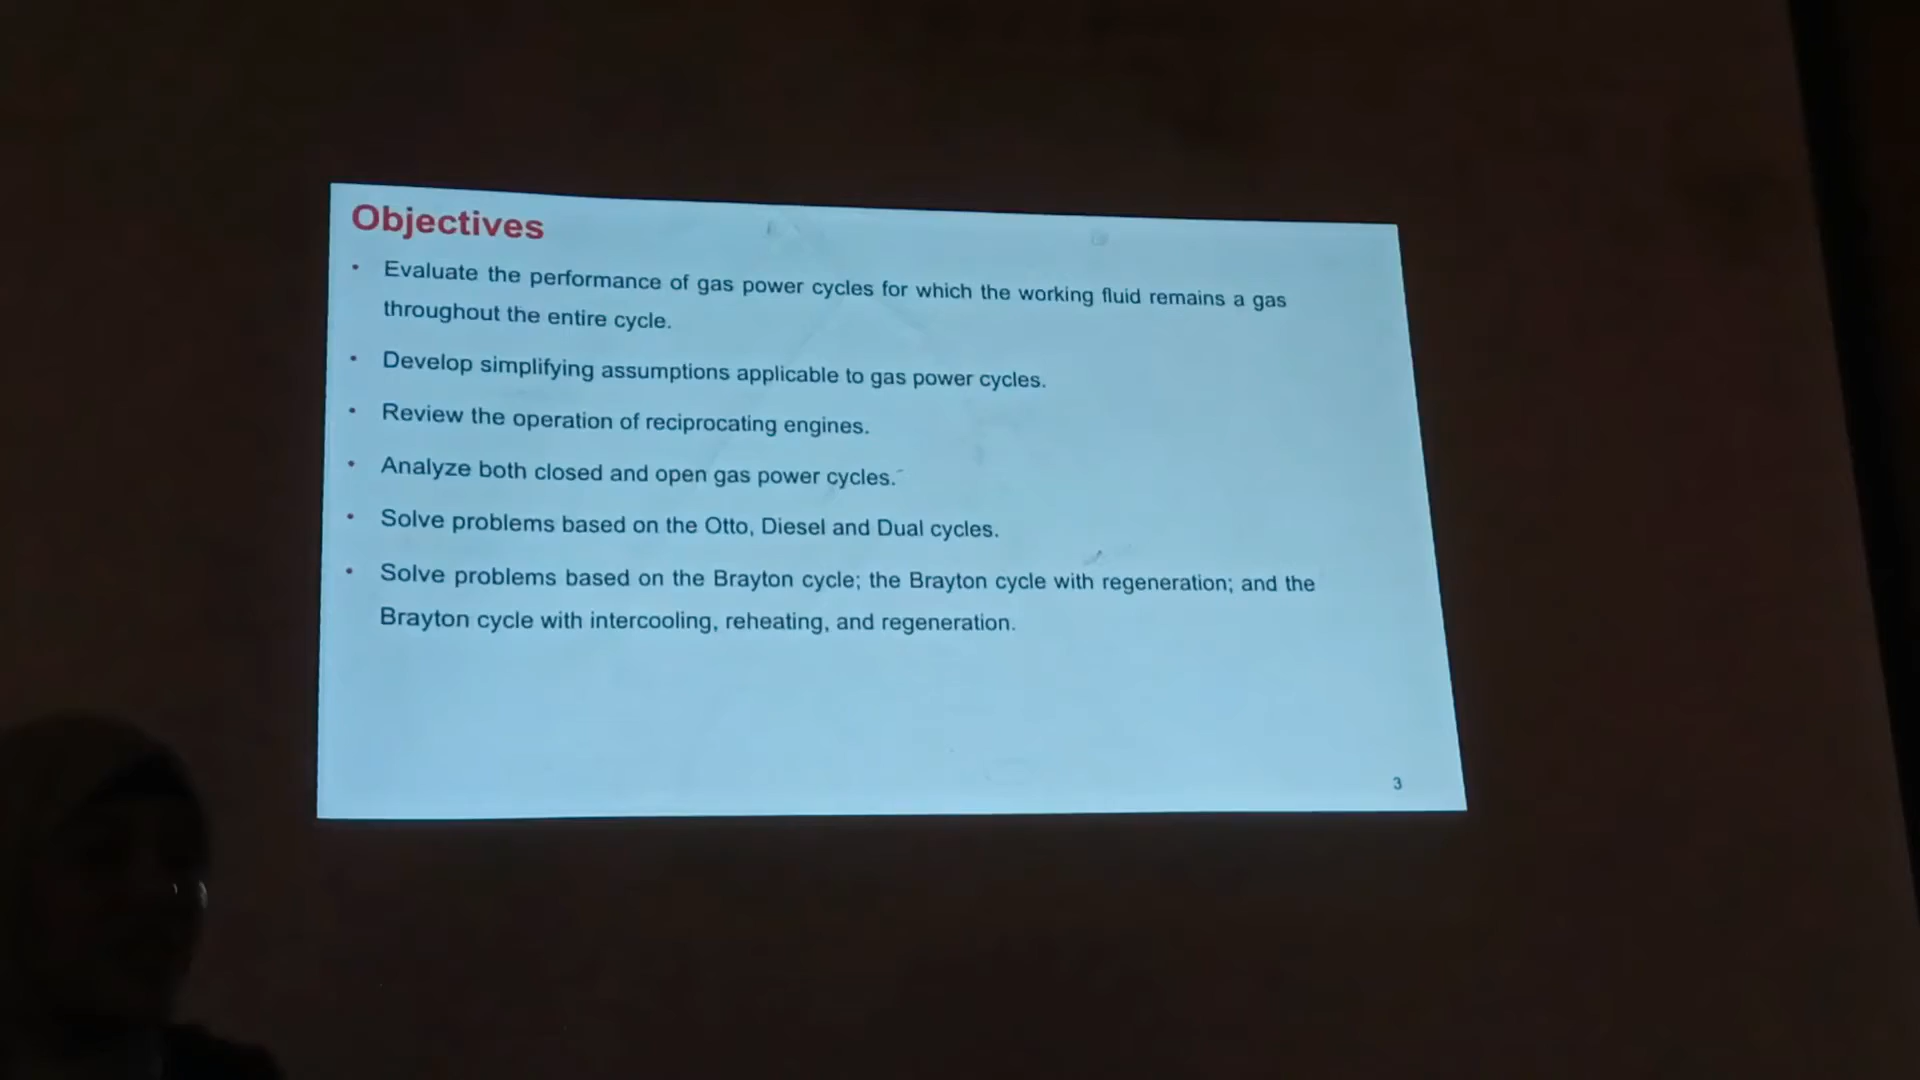 Objectives
• Evaluate the performance of gas power cycles for which the working fluid remains a gas
throughout the entire cycle.
• Develop simplifying assumptions applicable to gas power cycles.
• Review the operation of reciprocating engines.
• Analyze both closed and open gas power cycles.
• Solve problems based on the Otto, Diesel and Dual cycles.
• Solve problems based on the Brayton cycle; the Brayton cycle with regeneration; and the
Brayton cycle with intercooling, reheating, and regeneration.
3